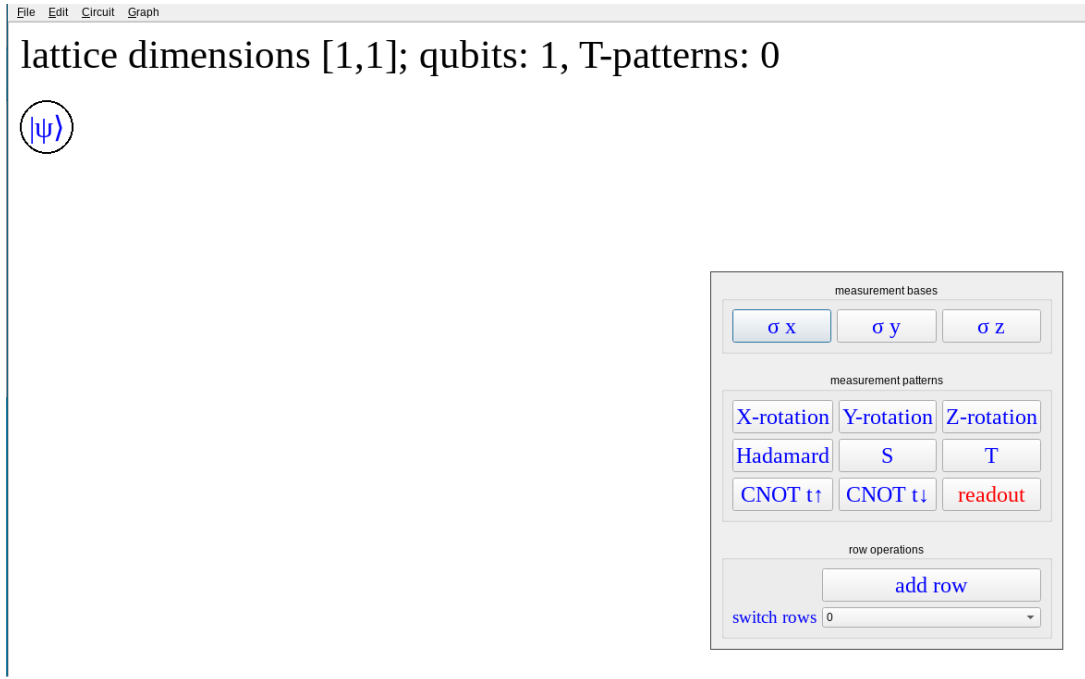 File Edit Circuit Graph
lattice dimensions [1,1]; qubits: 1, T-patterns: 0
|ψ⟩
measurement bases
σ x σ y σ z
measurement patterns
X-rotation Y-rotation Z-rotation
Hadamard S T
CNOT t↑ CNOT t↓ readout
row operations
add row
switch rows 0